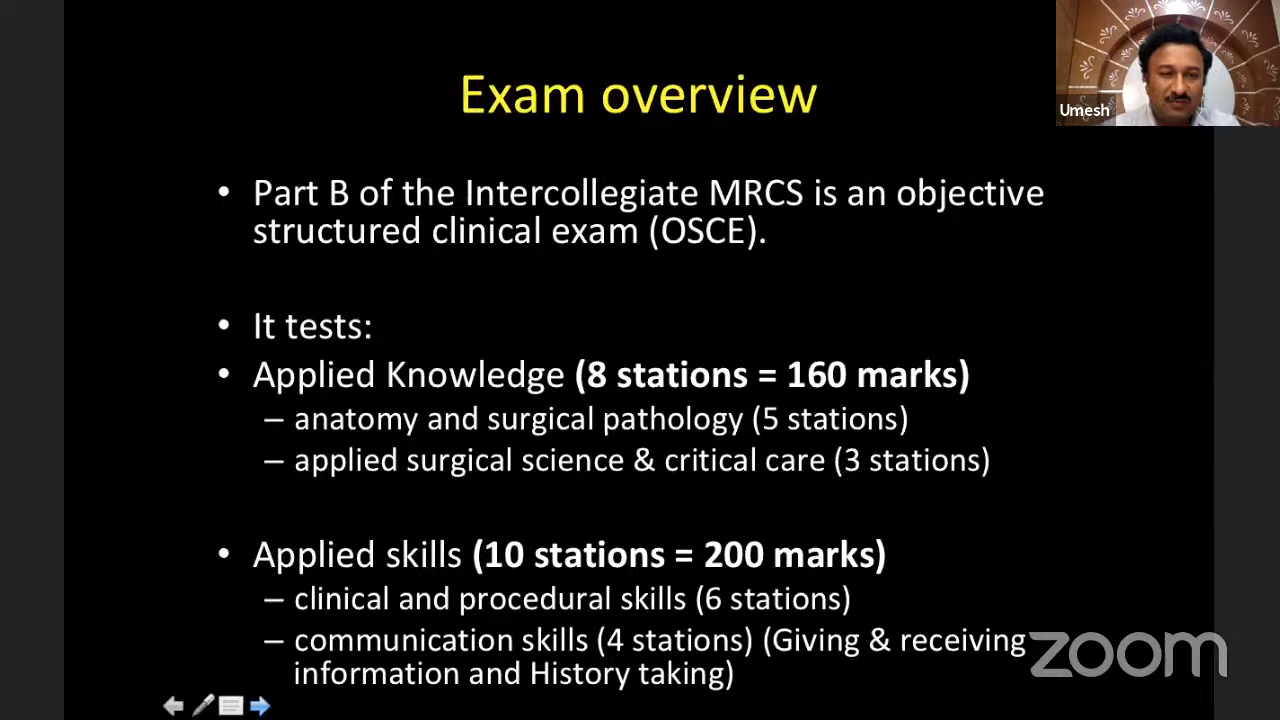 Exam overview
Umesh
• Part B of the Intercollegiate MRCS is an objective
structured clinical exam (OSCE).
• It tests:
• Applied Knowledge (8 stations = 160 marks)
– anatomy and surgical pathology (5 stations)
– applied surgical science & critical care (3 stations)
• Applied skills (10 stations = 200 marks)
– clinical and procedural skills (6 stations)
– communication skills (4 stations) (Giving & receiving
information and History taking)
zoom